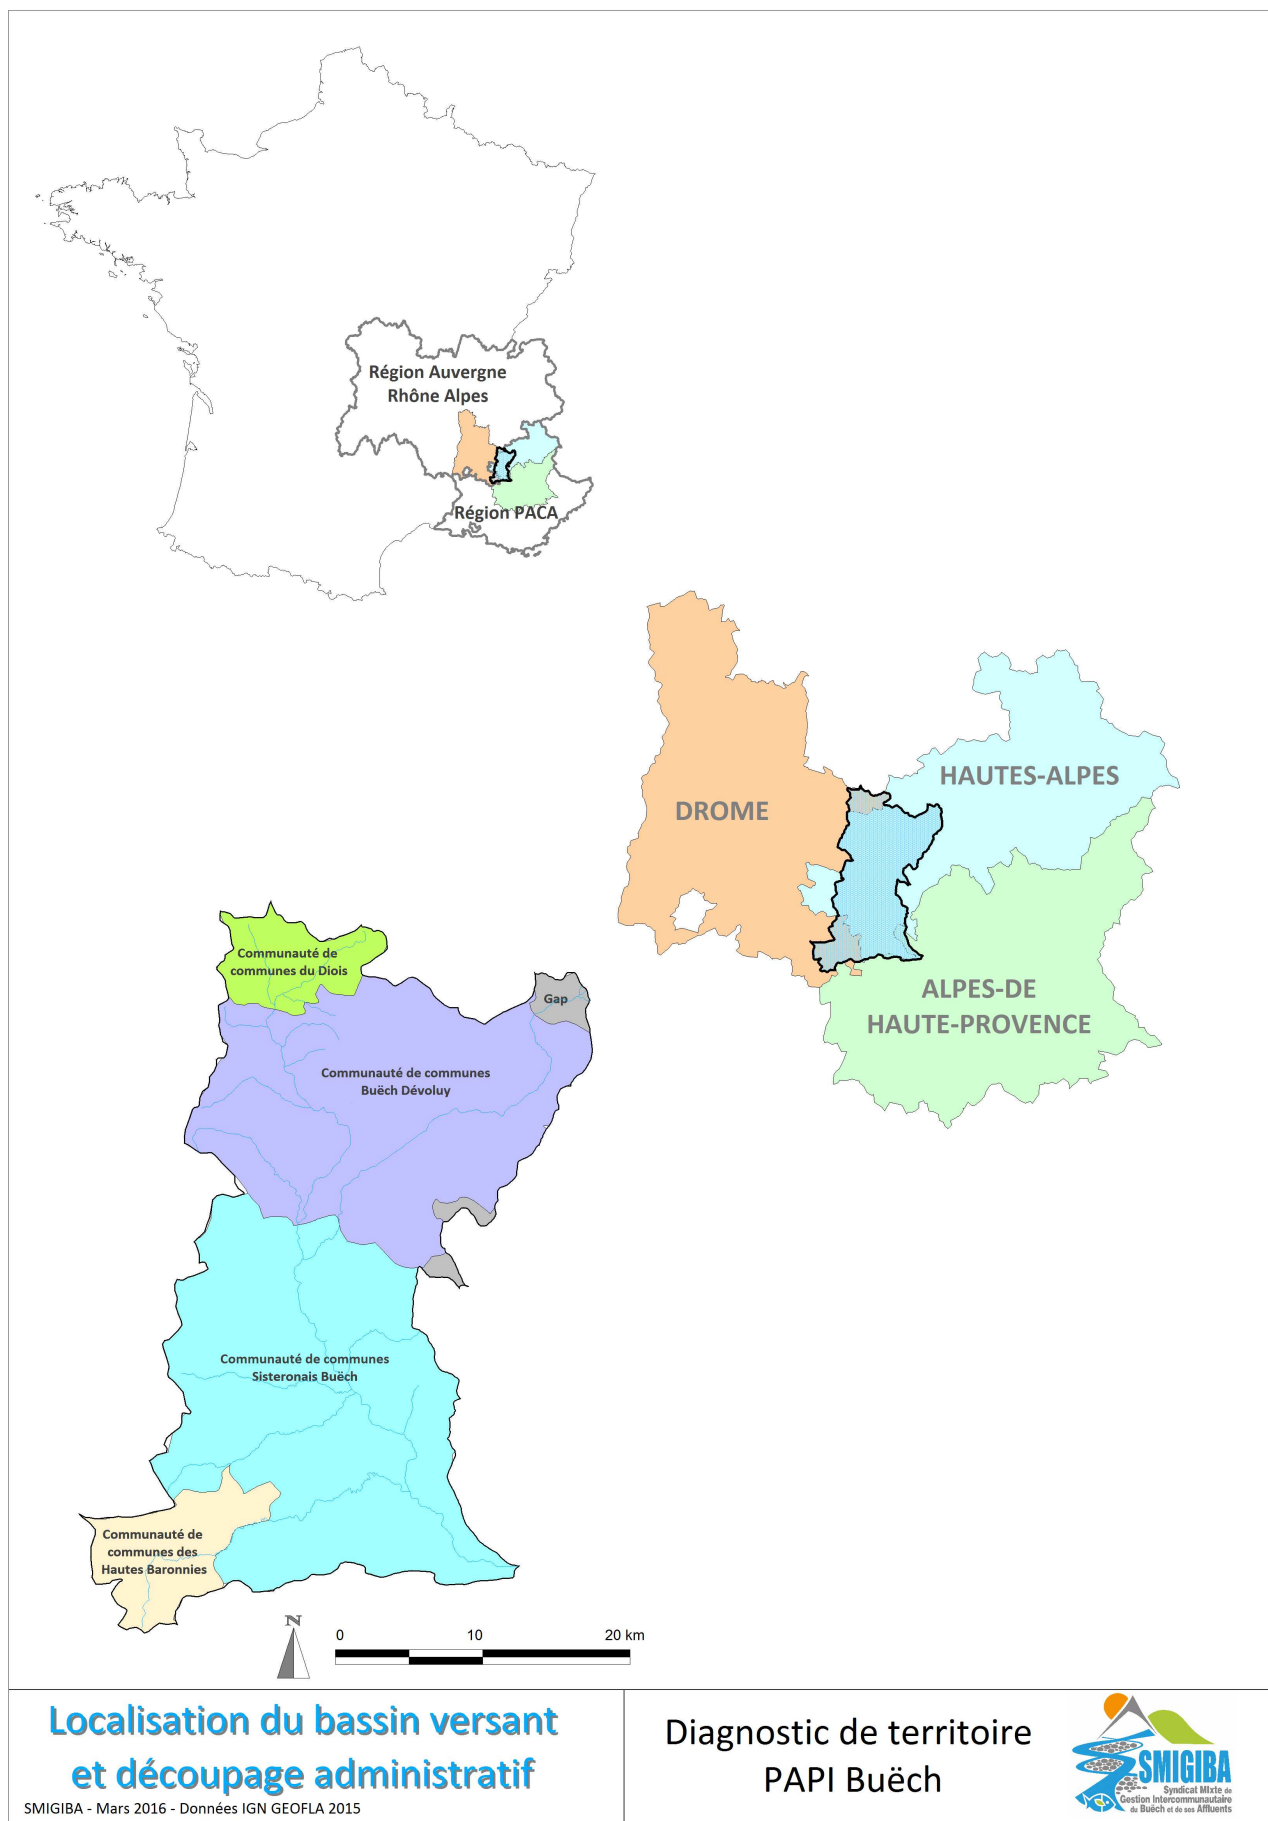 Région Auvergne
Rhône Alpes
Région PACA
HAUTES-ALPES
DROME
ALPES-DE
HAUTE-PROVENCE
Communauté de
communes du Diois
Gap
Communauté de communes
Buëch Dévoluy
Communauté de communes
Sisteronais Buëch
Communauté de
communes des
Hautes Baronnies
N
0 10 20 km
Localisation du bassin versant
et découpage administratif
SMIGIBA - Mars 2016 - Données IGN GEOFLA 2015
Diagnostic de territoire
PAPI Buëch
SMIGIBA
Syndicat MIxte de
Gestion Intercommunautaire
du Buëch et de ses Affluents